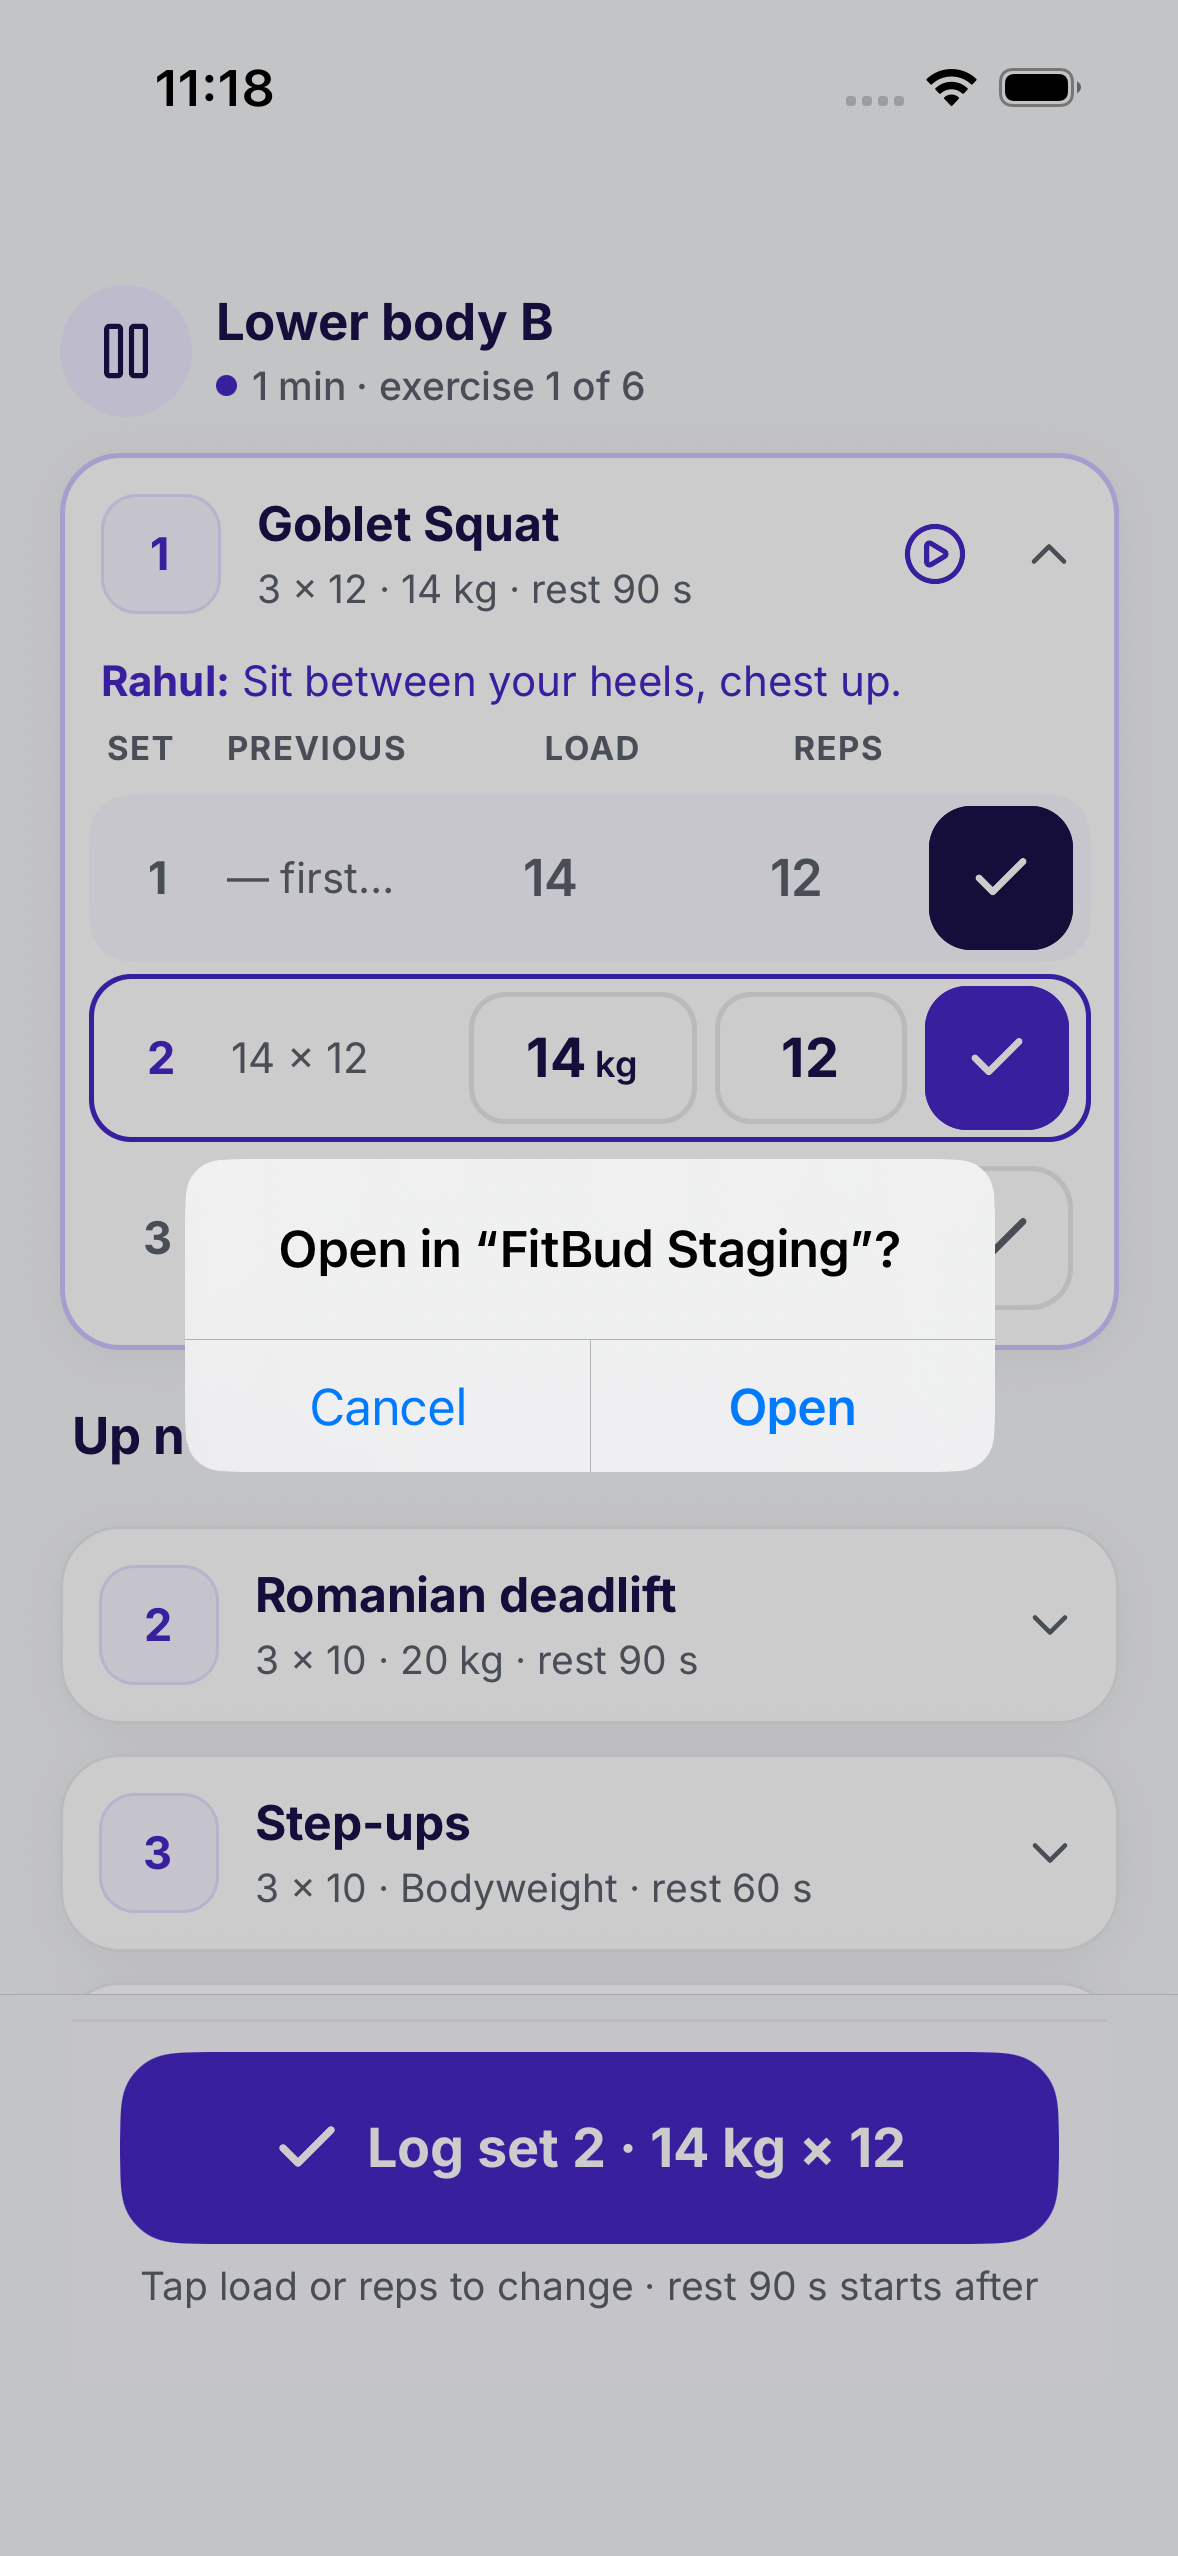 11:18
Lower body B
1 min · exercise 1 of 6
1
Goblet Squat
3 × 12 · 14 kg · rest 90 s
Rahul: Sit between your heels, chest up.
SET PREVIOUS LOAD REPS
1 — first... 14 12
2 14 × 12 14 kg 12
3
Open in “FitBud Staging”?
Cancel Open
Up
2
Romanian deadlift
3 × 10 · 20 kg · rest 90 s
3
Step-ups
3 × 10 · Bodyweight · rest 60 s
Log set 2 · 14 kg × 12
Tap load or reps to change · rest 90 s starts after